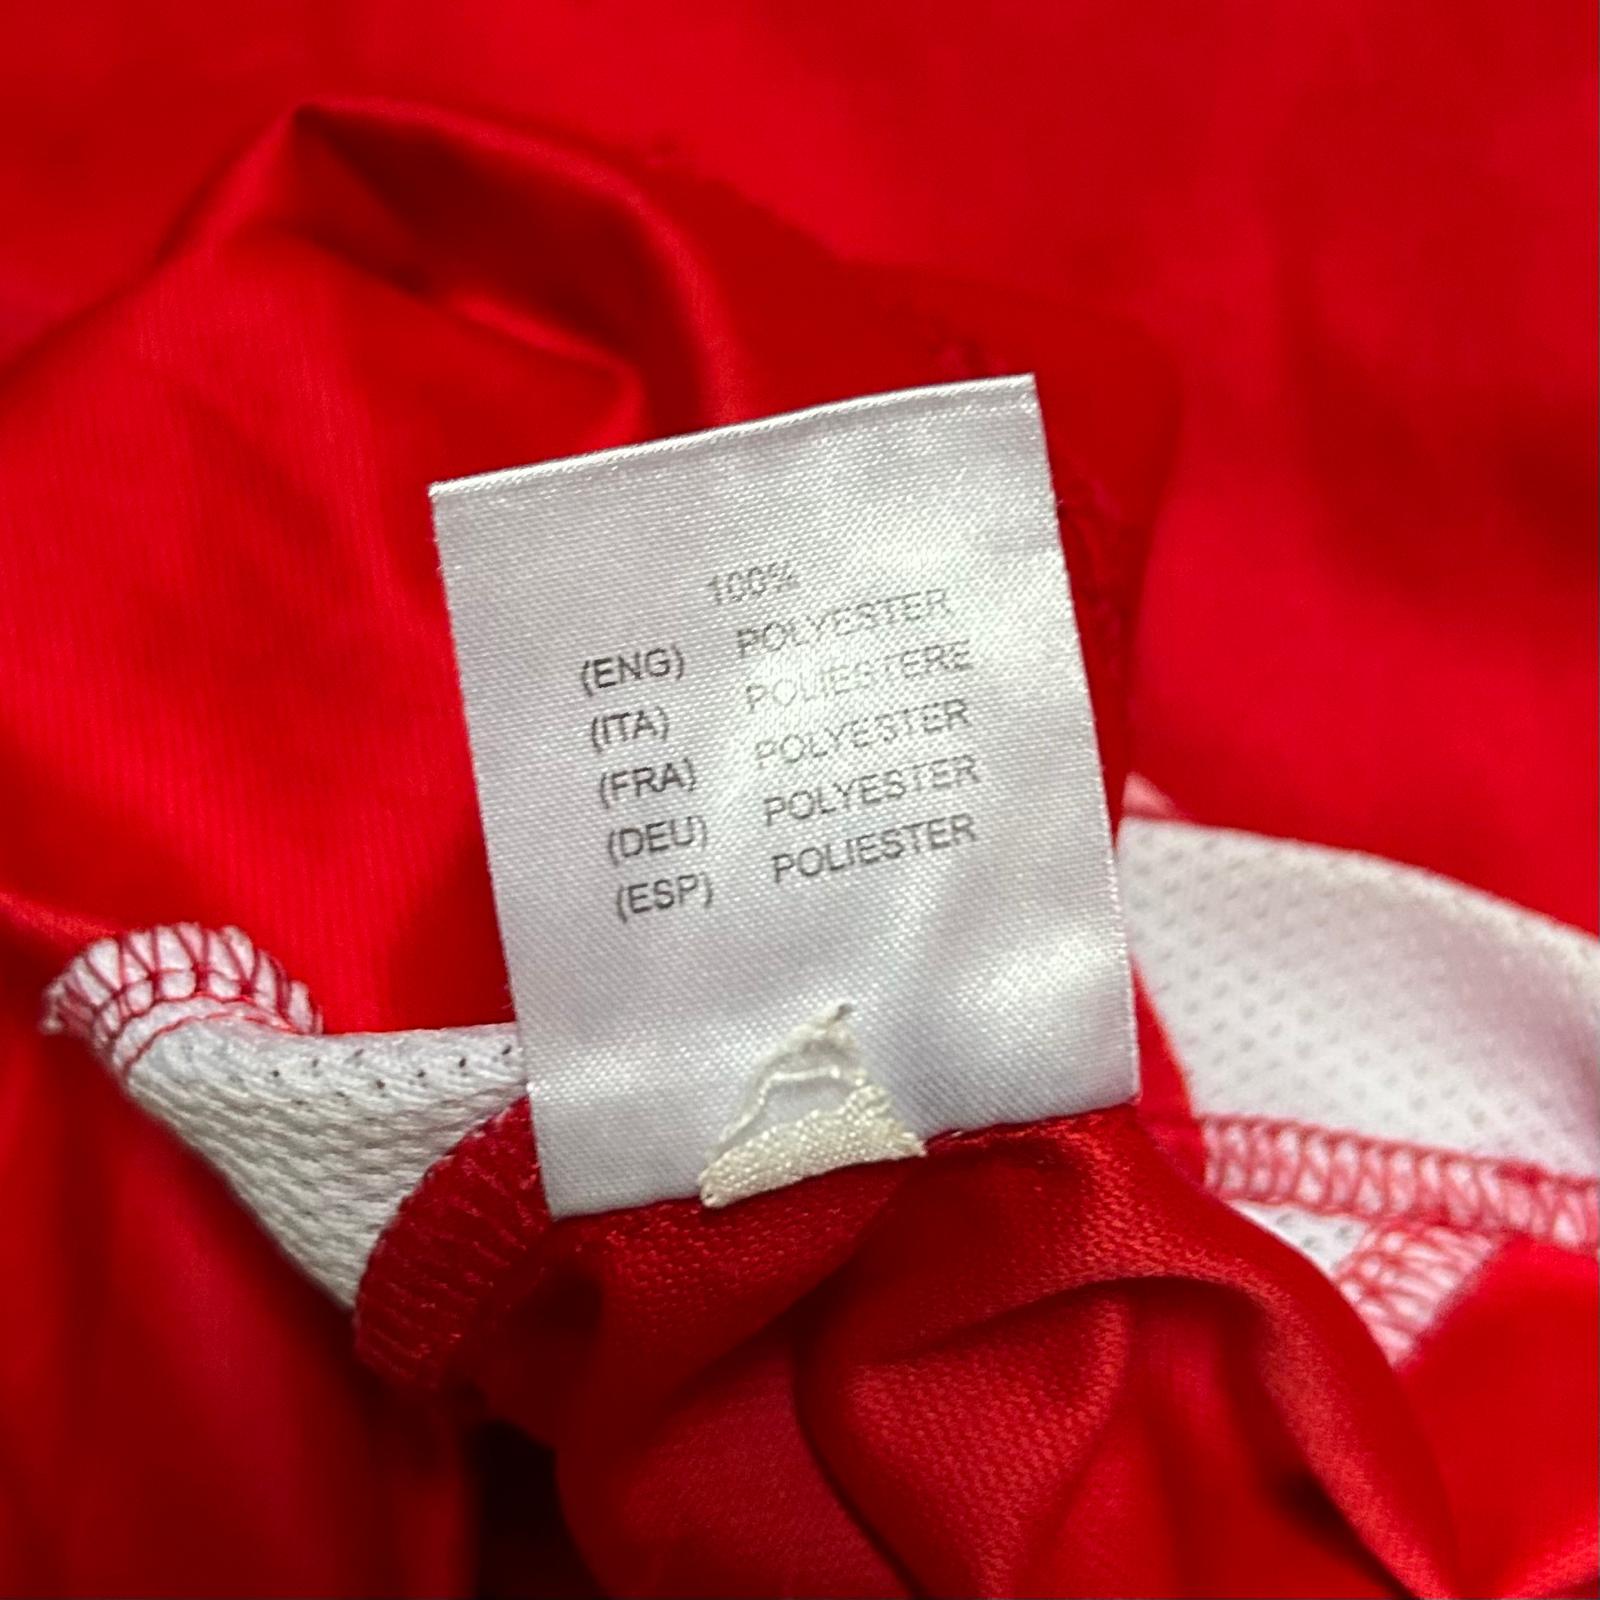 100%
(ENG) POLYESTER
(ITA) POLIESTERE
(FRA) POLYESTER
(DEU) POLYESTER
(ESP) POLIESTER